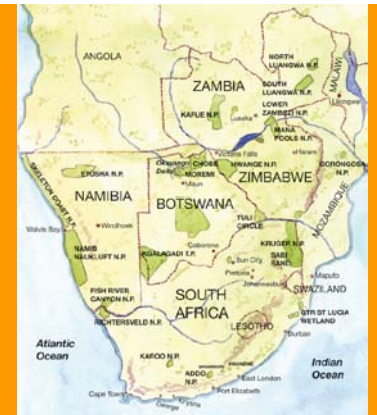 ANGOLA
NORTH
LUANGWA N.P.
MALAWI
ZAMBIA
SOUTH
LUANGWA N.P.
Lilongwe
KAFUE N.P.
LOWER
ZAMBEZI N.P.
Lusaka
MANA
POOLS N.P.
Victoria Falls
Harare
Okavango
Delta
CHOBE
HWANGE N.P.
GORONGOSA
N.P.
ETOSHA N.P.
MOREMI
Maun
ZIMBABWE
SKELETON COAST N.P.
NAMIBIA
BOTSWANA
MOZAMBIQUE
Windhoek
TULI
CIRCLE
Walvis Bay
KRUGER N.P.
NAMIB
NAUKLUFT N.P.
KGALAGADI T.P.
Gaborone
SABI
SAND
Sun City
Pretoria
Maputo
Johannesburg
SWAZILAND
FISH RIVER
CANYON N.P.
SOUTH
AFRICA
RICHTERSVELD N.P.
GTR ST LUCIA
WETLAND
LESOTHO
Durban
Atlantic
Ocean
Indian
Ocean
KAROO N.P.
ADDO
N.P.
East London
Port Elizabeth
Cape Town
Knysna
George